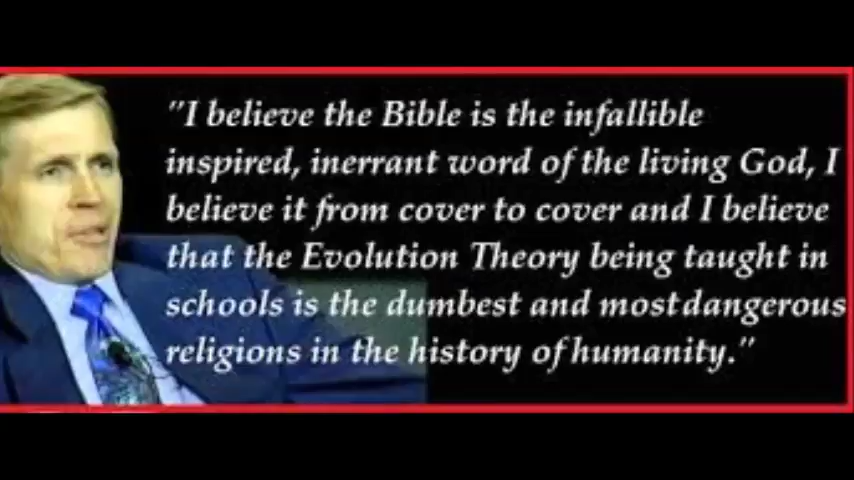 "I believe the Bible is the infallible
inspired, inerrant word of the living God, I
believe it from cover to cover and I believe
that the Evolution Theory being taught in
schools is the dumbest and most dangerous
religions in the history of humanity."